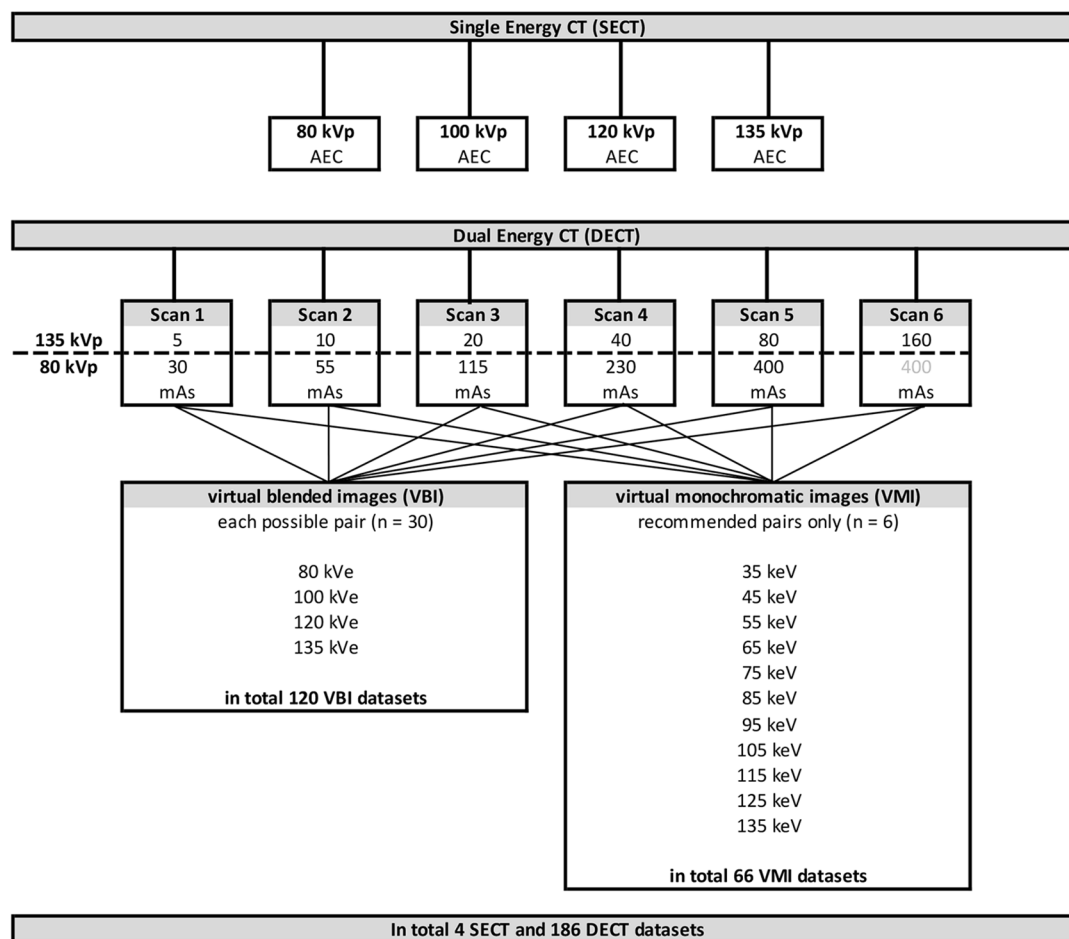 Single Energy CT (SECT)
80 kVp 100 kVp 120 kVp 135 kVp
AEC AEC AEC AEC
Dual Energy CT (DECT)
Scan 1 Scan 2 Scan 3 Scan 4 Scan 5 Scan 6
135 kVp 5 10 20 40 80 160
80 kVp 30 55 115 230 400 400
mAs mAs mAs mAs mAs mAs
virtual blended images (VBI)
each possible pair (n = 30)
80 kVe
100 kVe
120 kVe
135 kVe
in total 120 VBI datasets
virtual monochromatic images (VMI)
recommended pairs only (n = 6)
35 keV
45 keV
55 keV
65 keV
75 keV
85 keV
95 keV
105 keV
115 keV
125 keV
135 keV
in total 66 VMI datasets
In total 4 SECT and 186 DECT datasets